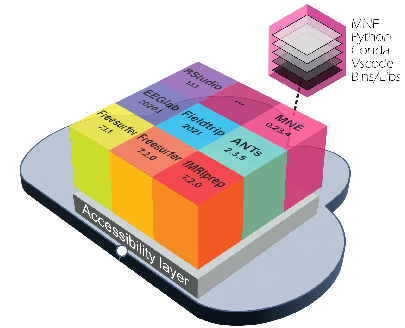 MNE
Python
Conda
Vscode
Bins/Libs
RStudio
1.1.1
...
MNE
0.23.4
EEGlab
2020.1
Fieldtrip
2021
ANTs
2.3.5
Freesurfer
7.1.1
Freesurfer
7.2.0
fMRIprep
7.2.0
Accessibility layer